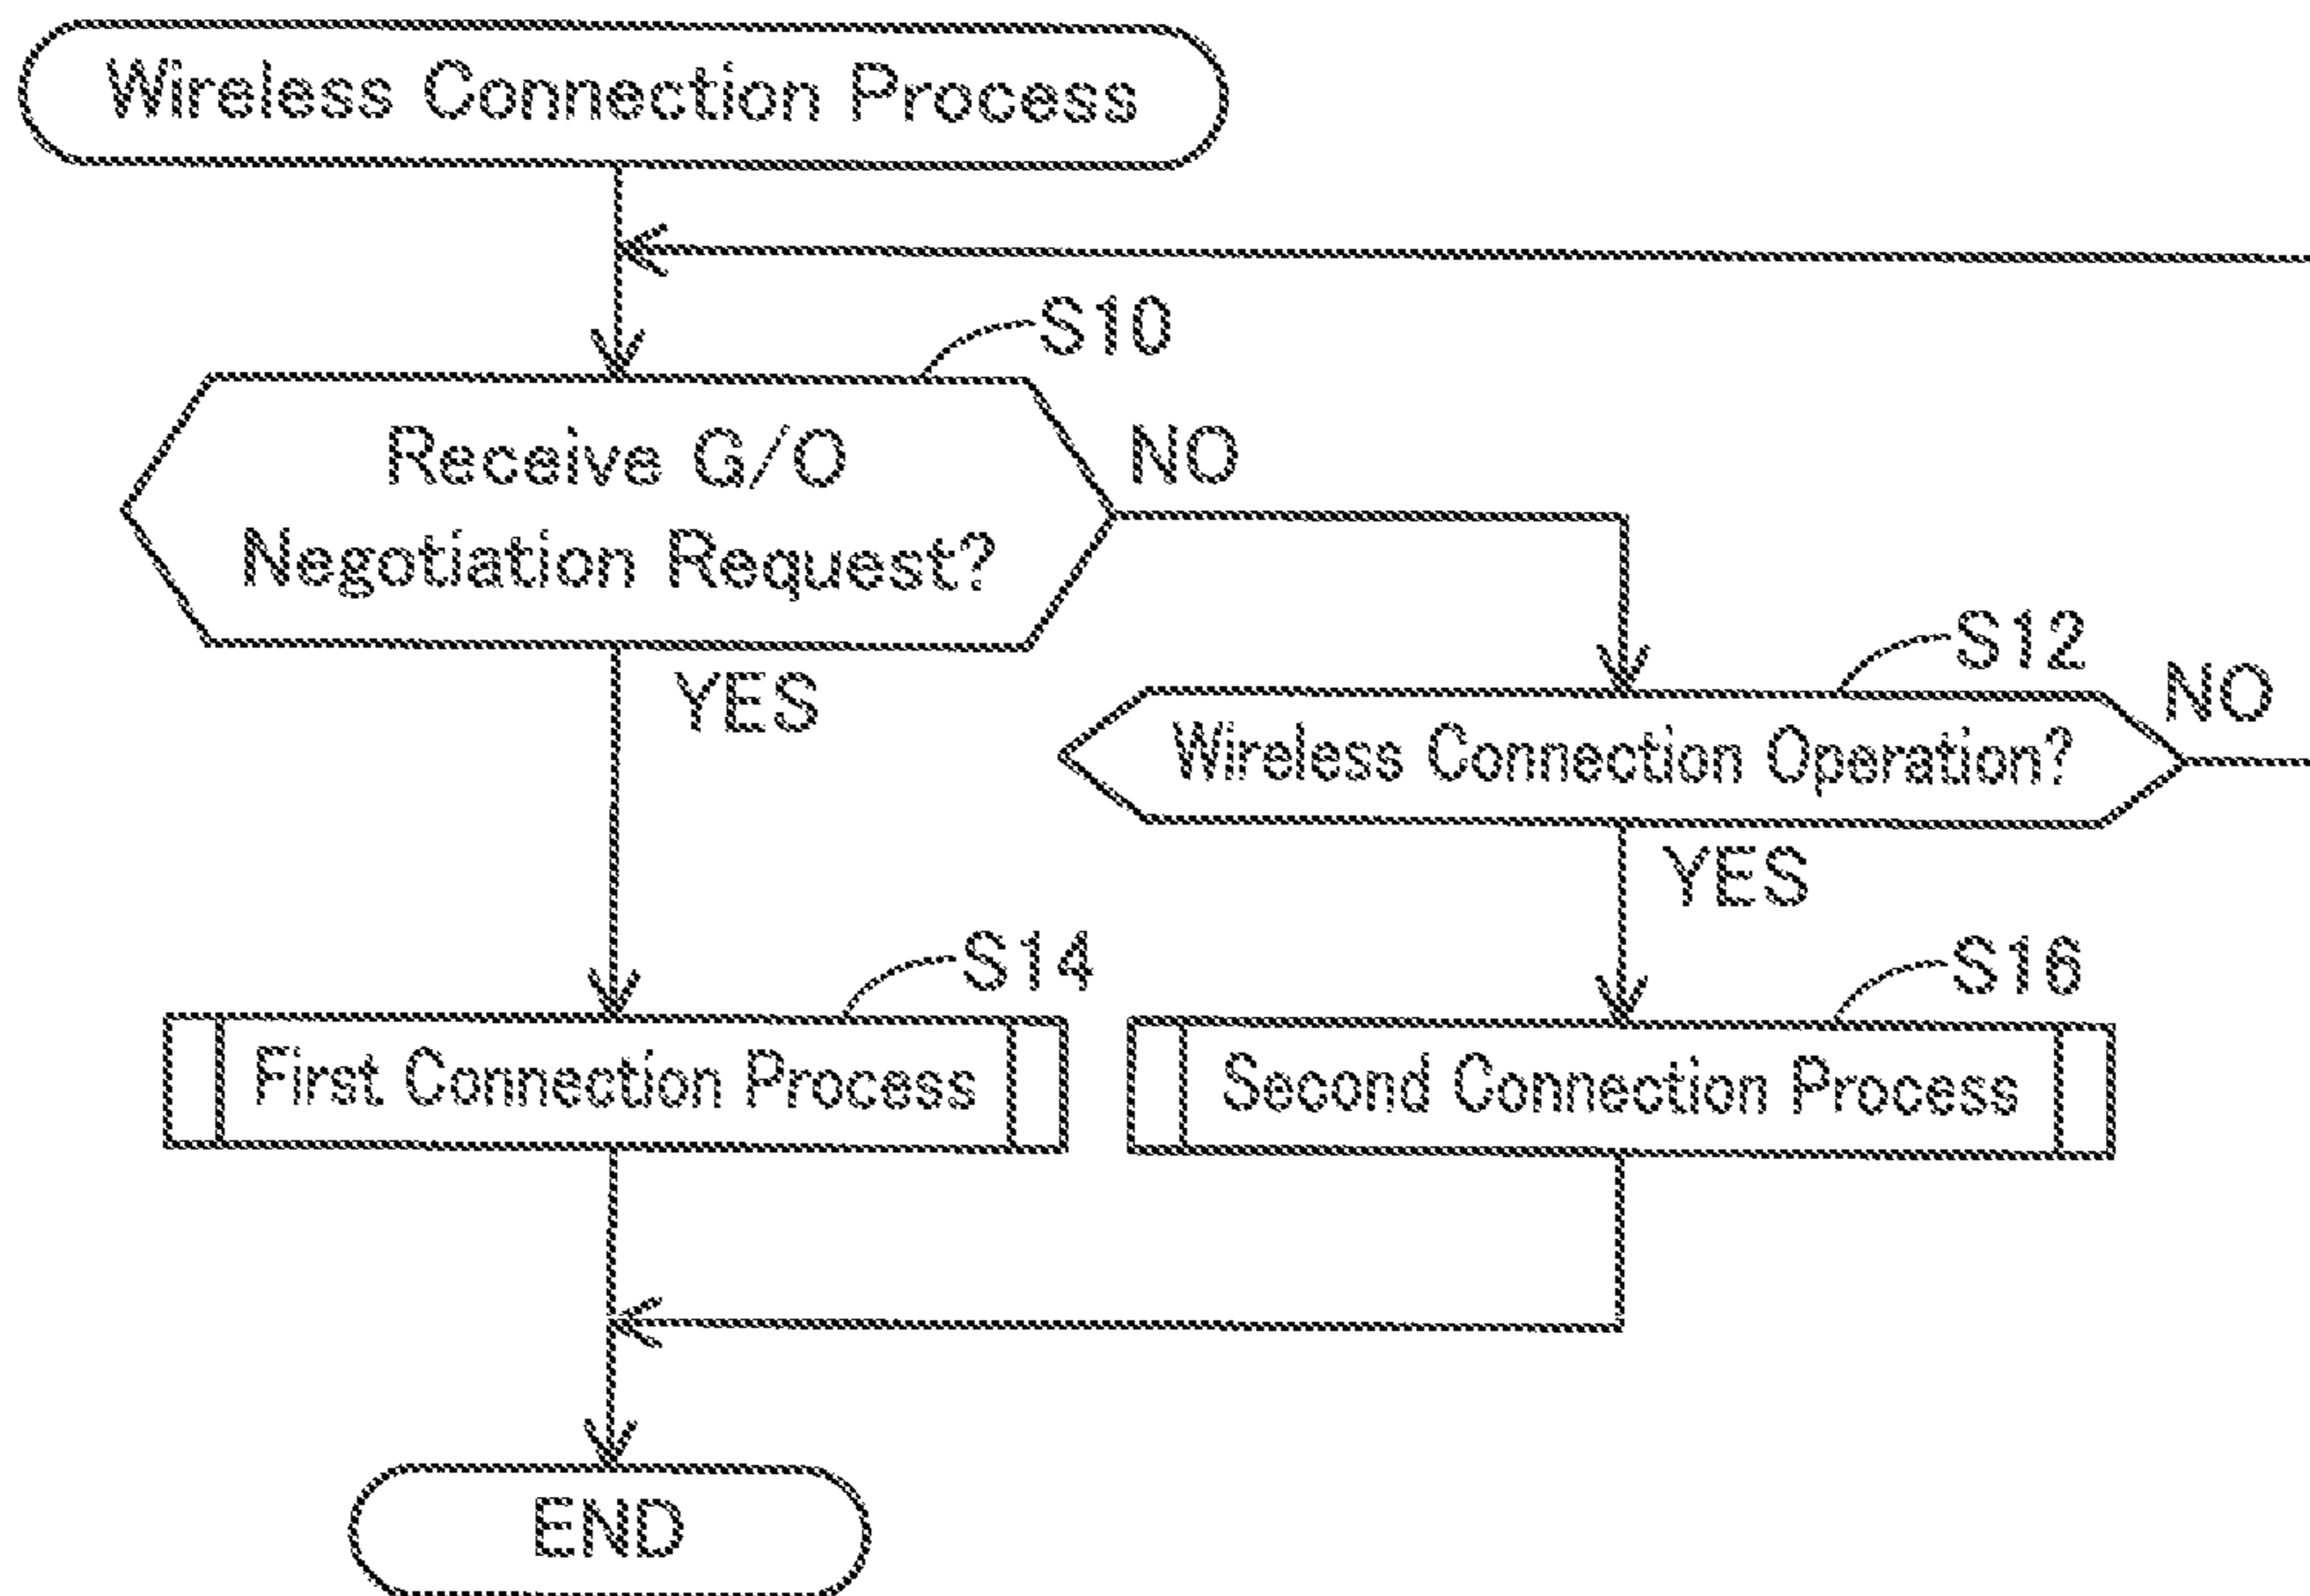 Wireless Connection Process
S10
Receive G/O
Negotiation Request?
NO
YES
S12
Wireless Connection Operation?
NO
YES
S14
First Connection Process
S16
Second Connection Process
END